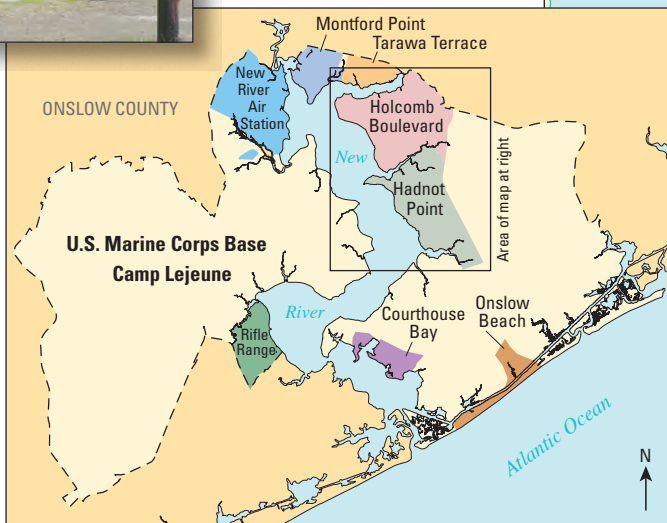 Montford Point
Tarawa Terrace
New
River
Air
Station
ONSLOW COUNTY
Holcomb
Boulevard
New
Hadnot
Point
Area of map at right
U.S. Marine Corps Base
Camp Lejeune
River
Courthouse
Bay
Onslow
Beach
Rifle
Range
Atlantic Ocean
N